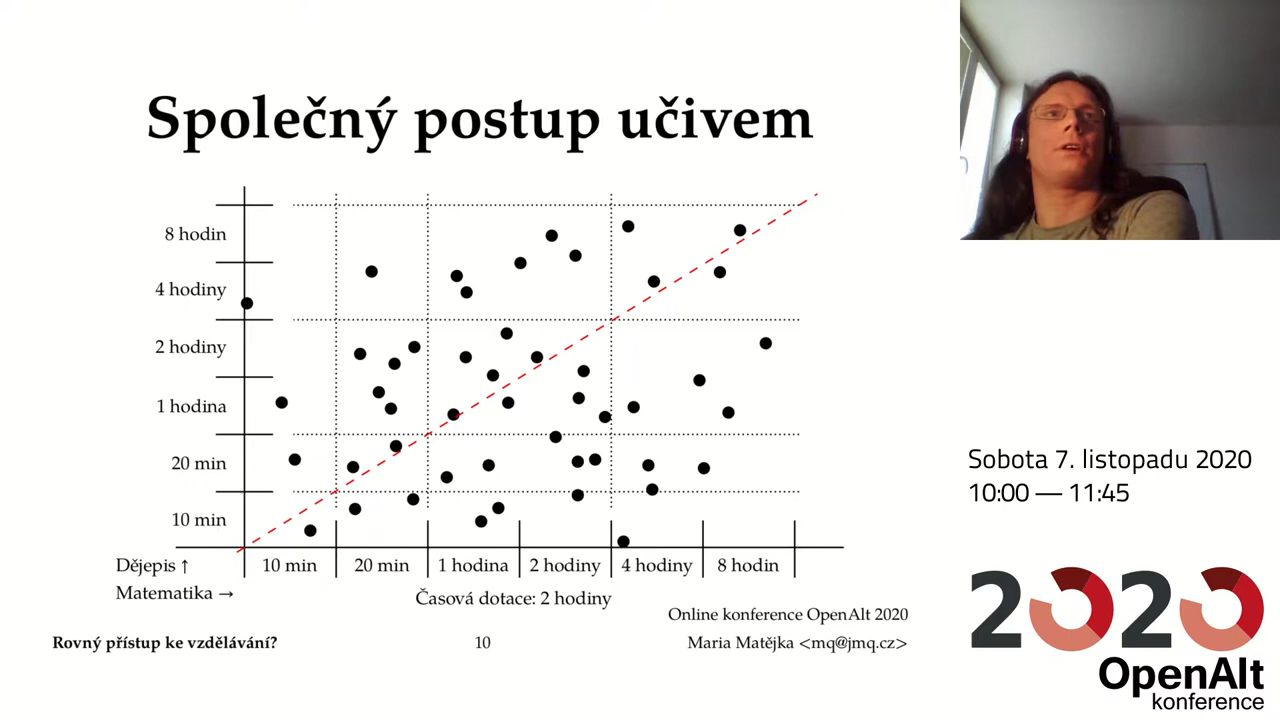 Společný postup učivem
8 hodin
4 hodiny
2 hodiny
1 hodina
20 min
10 min
Dějepis ↑
10 min
20 min
1 hodina
2 hodiny
4 hodiny
8 hodin
Matematika →
Časová dotace: 2 hodiny
Online konference OpenAlt 2020
Rovný přístup ke vzdělávání?
10
Maria Matějka <mq@jmq.cz>
Sobota 7. listopadu 2020
10:00 — 11:45
2020
OpenAlt
konference